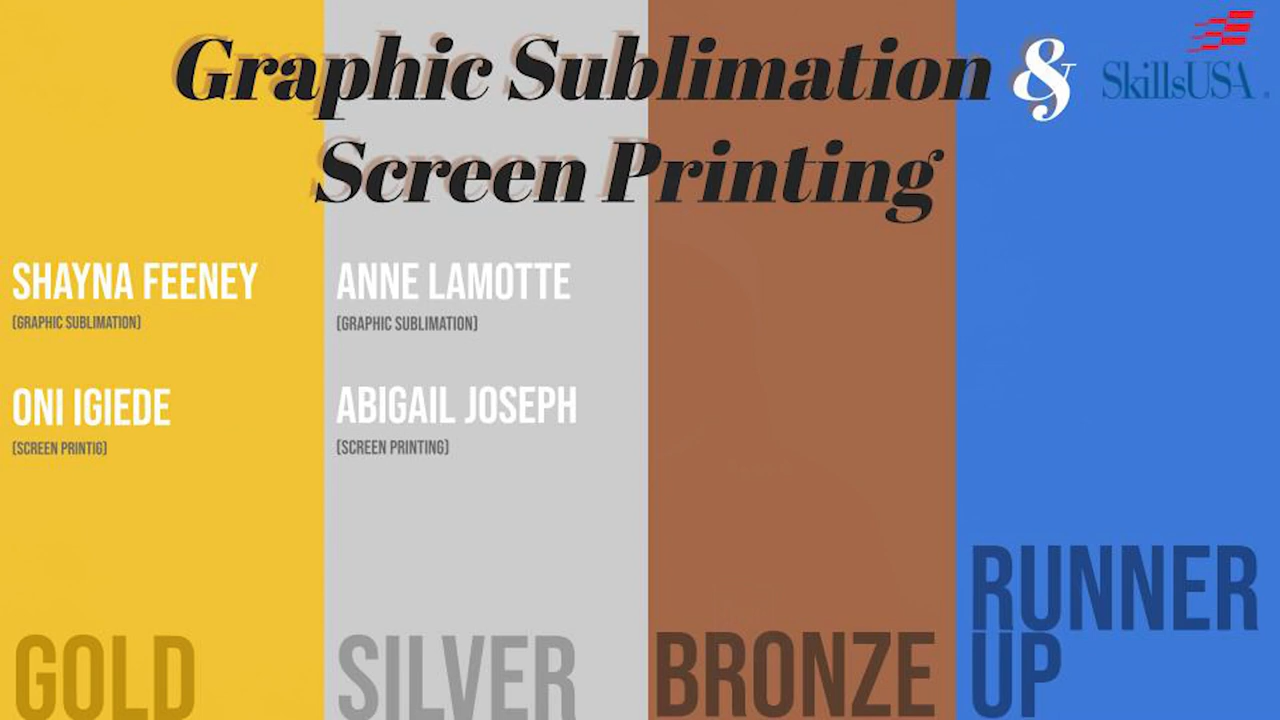 Graphic Sublimation &
Screen Printing
SkillsUSA
SHAYNA FEENEY
(GRAPHIC SUBLIMATION)
ONI IGIEDE
(SCREEN PRINTIG)
GOLD
ANNE LAMOTTE
(GRAPHIC SUBLIMATION)
ABIGAIL JOSEPH
(SCREEN PRINTING)
SILVER
BRONZE
RUNNER
UP